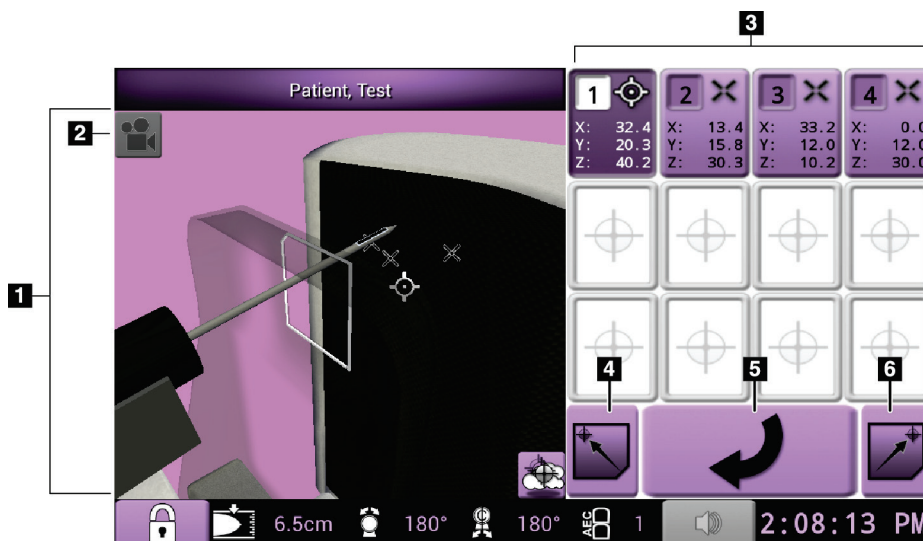 3
Patient, Test
1 2 3 4
X: 32.4 X: 13.4 X: 33.2 X: 0.0
Y: 20.3 Y: 15.8 Y: 12.0 Y: 12.0
Z: 40.2 Z: 30.3 Z: 10.2 Z: 30.0
2
1
4 5 6
6.5cm 180° C 180° AEC 1 2:08:13 PM